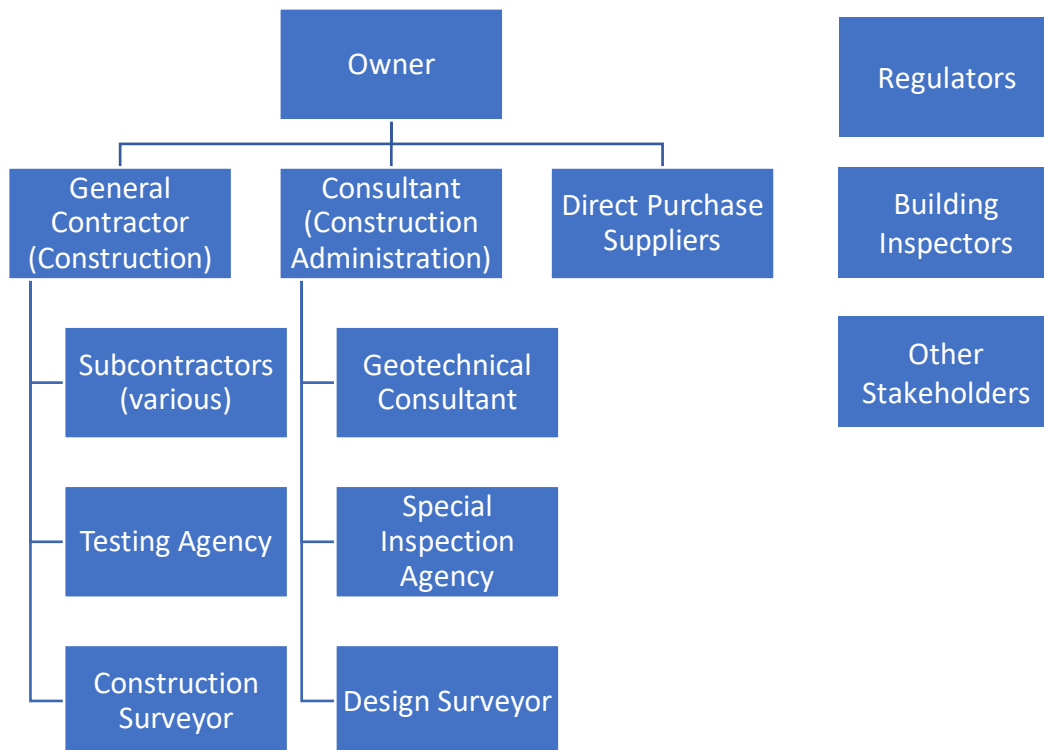 Owner
Regulators
General
Contractor
(Construction)
Consultant
(Construction
Administration)
Direct Purchase
Suppliers
Building
Inspectors
Subcontractors
(various)
Geotechnical
Consultant
Other
Stakeholders
Testing Agency
Special
Inspection
Agency
Construction
Surveyor
Design Surveyor